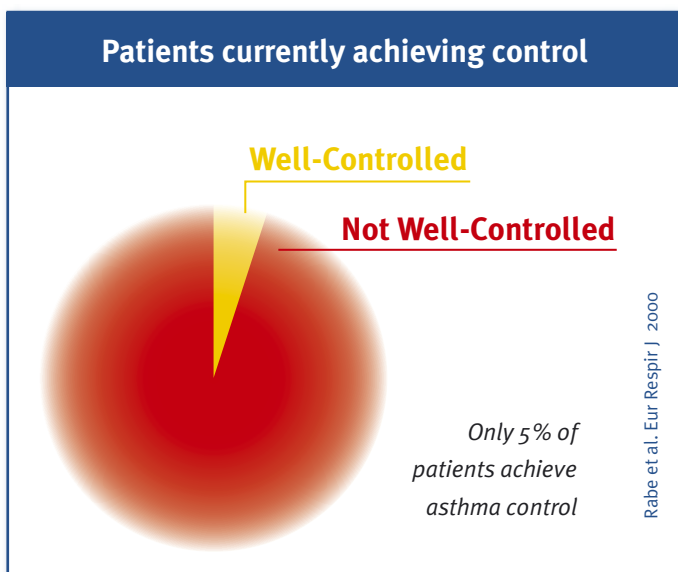 Patients currently achieving control
Well-Controlled
Not Well-Controlled
Only 5% of
patients achieve
asthma control
Rabe et al. Eur Respir J 2000